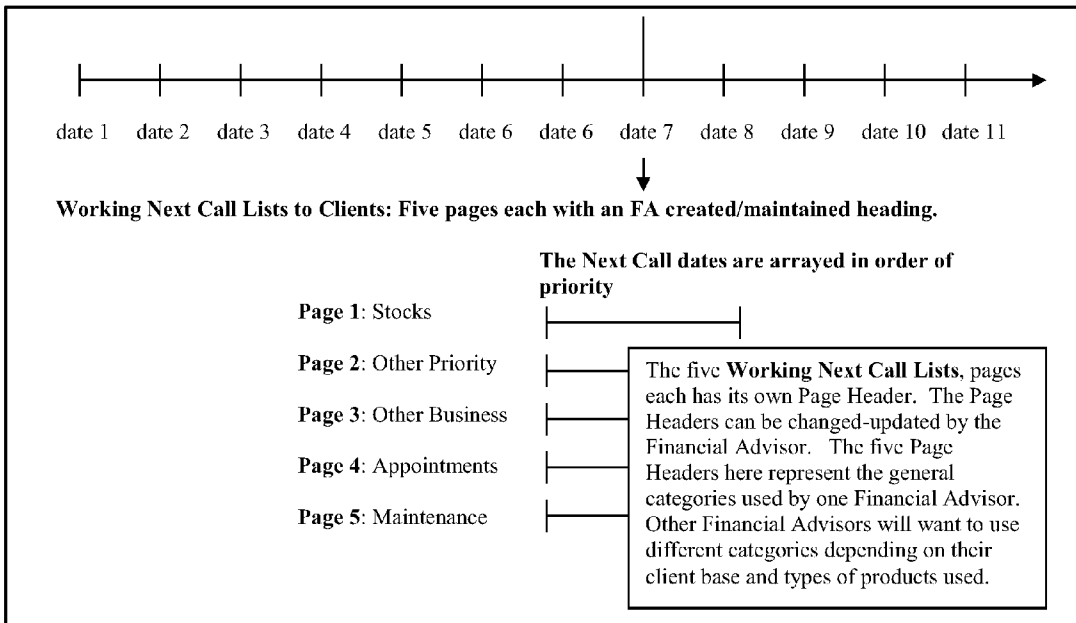 date 1 date 2 date 3 date 4 date 5 date 6 date 6 date 7 date 8 date 9 date 10 date 11
Working Next Call Lists to Clients: Five pages each with an FA created/maintained heading.
The Next Call dates are arrayed in order of
priority
Page 1: Stocks
Page 2: Other Priority
Page 3: Other Business
Page 4: Appointments
Page 5: Maintenance
The five Working Next Call Lists, pages
each has its own Page Header. The Page
Headers can be changed-updated by the
Financial Advisor. The five Page
Headers here represent the general
categories used by one Financial Advisor.
Other Financial Advisors will want to use
different categories depending on their
client base and types of products used.